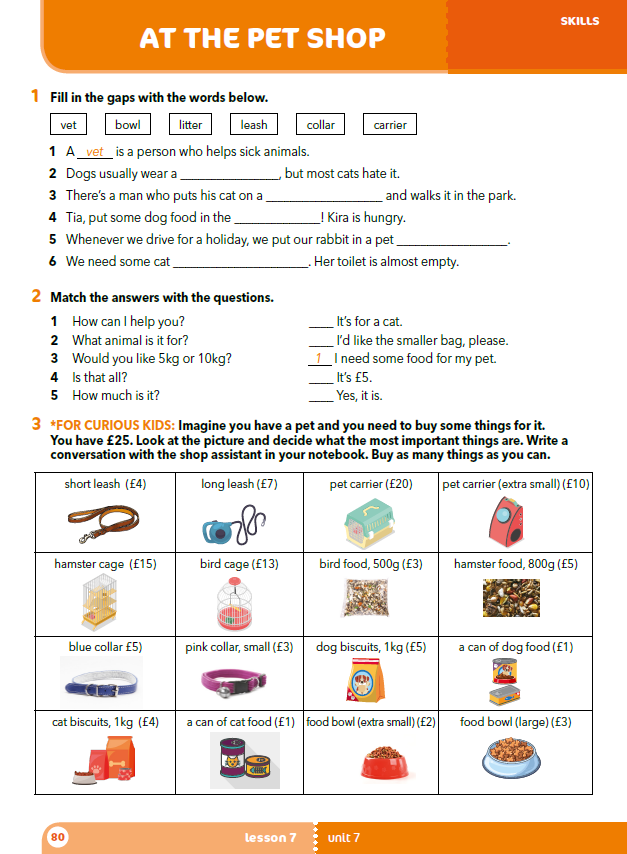 AT THE PET SHOP
SKILLS
1 Fill in the gaps with the words below.
vet bowl litter leash collar carrier
1 A vet is a person who helps sick animals.
2 Dogs usually wear a _______________, but most cats hate it.
3 There's a man who puts his cat on a _________________ and walks it in the park.
4 Tia, put some dog food in the _____________! Kira is hungry.
5 Whenever we drive for a holiday, we put our rabbit in a pet _________________.
6 We need some cat ____________________. Her toilet is almost empty.
2 Match the answers with the questions.
1 How can I help you? ____ It's for a cat.
2 What animal is it for? ____ I'd like the smaller bag, please.
3 Would you like 5kg or 10kg? 1 I need some food for my pet.
4 Is that all? ____ It's £5.
5 How much is it? ____ Yes, it is.
3 *FOR CURIOUS KIDS: Imagine you have a pet and you need to buy some things for it.
You have £25. Look at the picture and decide what the most important things are. Write a
conversation with the shop assistant in your notebook. Buy as many things as you can.
short leash (£4) long leash (£7) pet carrier (£20) pet carrier (extra small) (£10)
hamster cage (£15) bird cage (£13) bird food, 500g (£3) hamster food, 800g (£5)
blue collar £5) pink collar, small (£3) dog biscuits, 1kg (£5) a can of dog food (£1)
cat biscuits, 1kg (£4) a can of cat food (£1) food bowl (extra small) (£2) food bowl (large) (£3)
80 lesson 7 unit 7